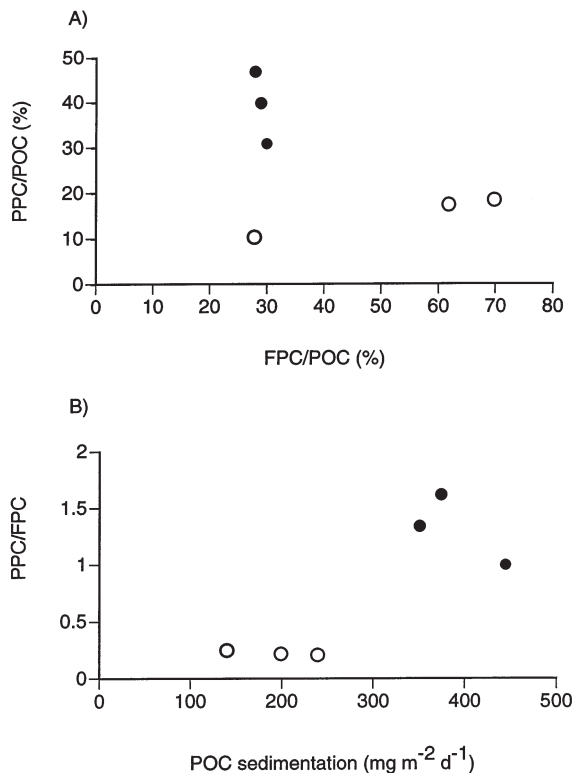 A)
50
40
30
20
10
0
PPC/POC (%)
0 10 20 30 40 50 60 70 80
FPC/POC (%)
B)
2
1.5
1
0.5
0
PPC/FPC
0 100 200 300 400 500
POC sedimentation (mg m⁻² d⁻¹)